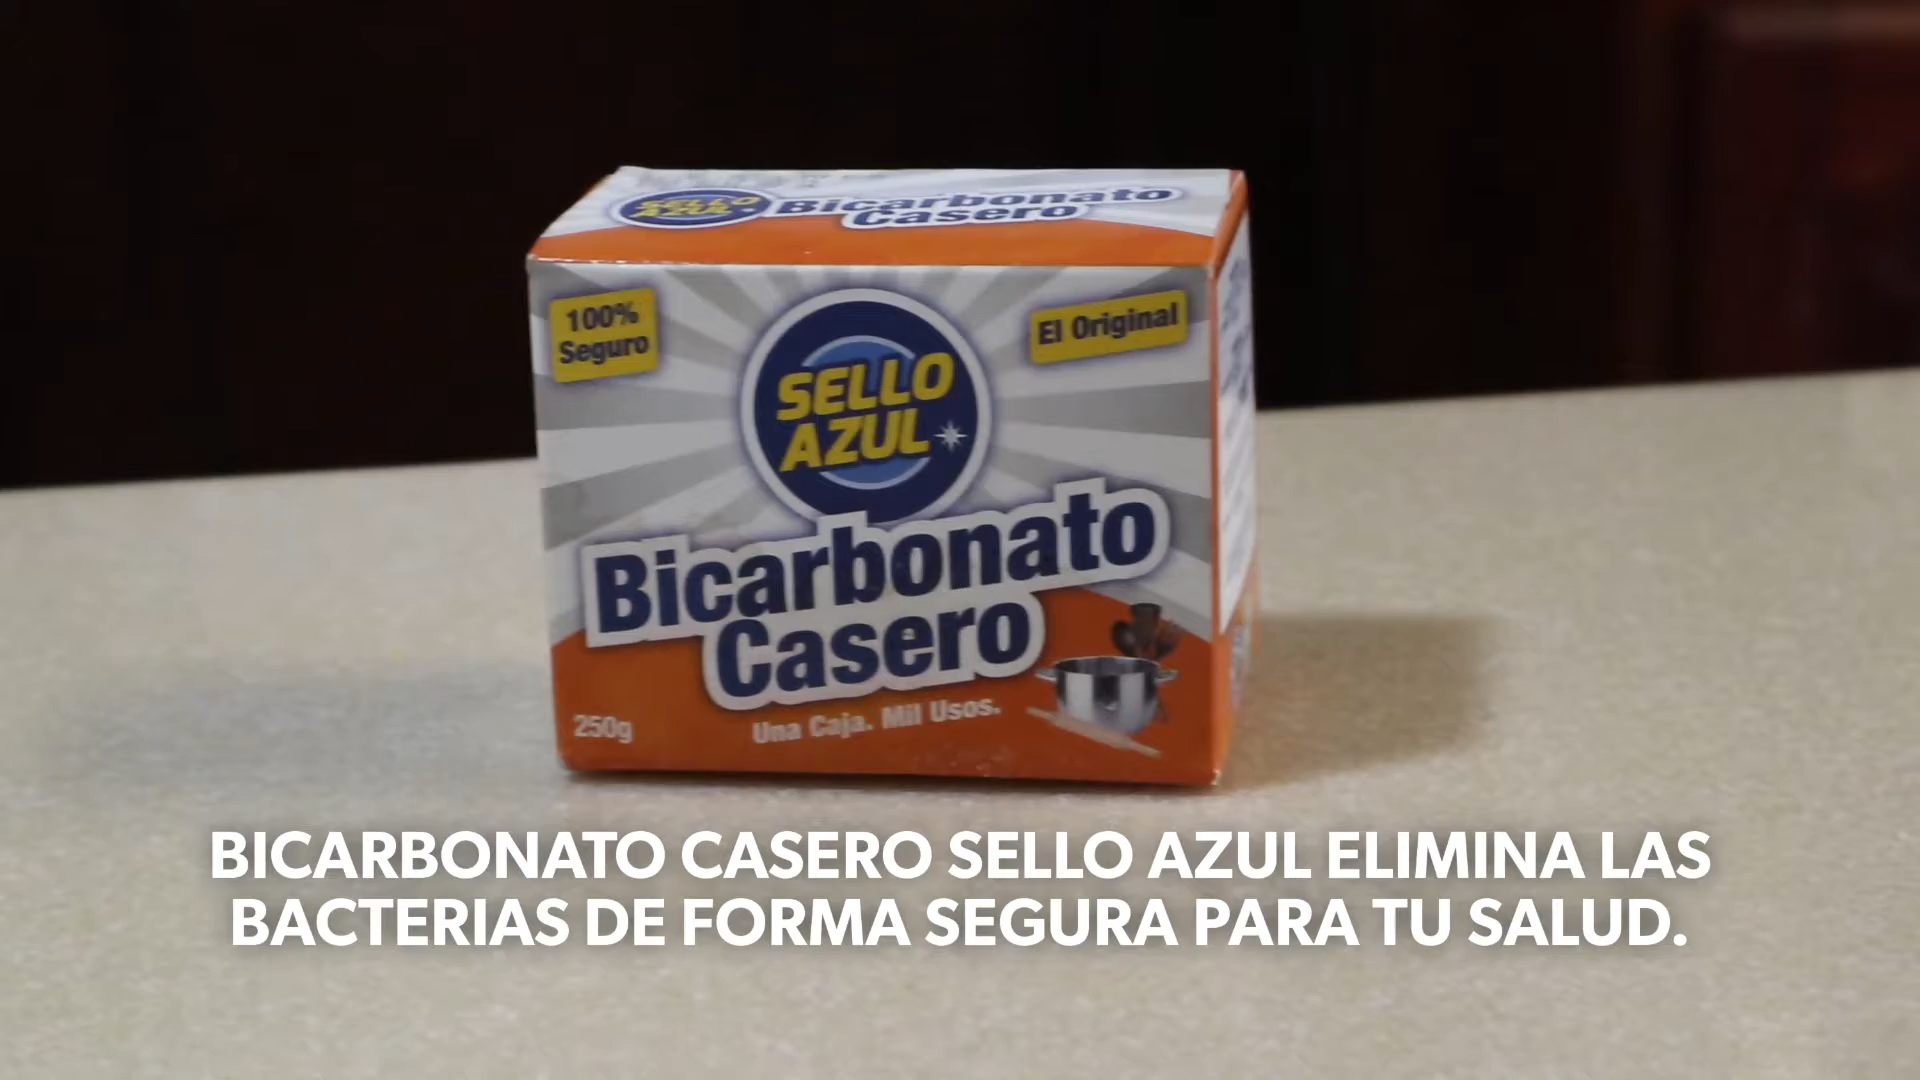 SELLO
AZUL
Bicarbonato
Casero
100%
Seguro
El Original
SELLO
AZUL
Bicarbonato
Casero
250g
Una Caja. Mil Usos.
BICARBONATO CASERO SELLO AZUL ELIMINA LAS
BACTERIAS DE FORMA SEGURA PARA TU SALUD.